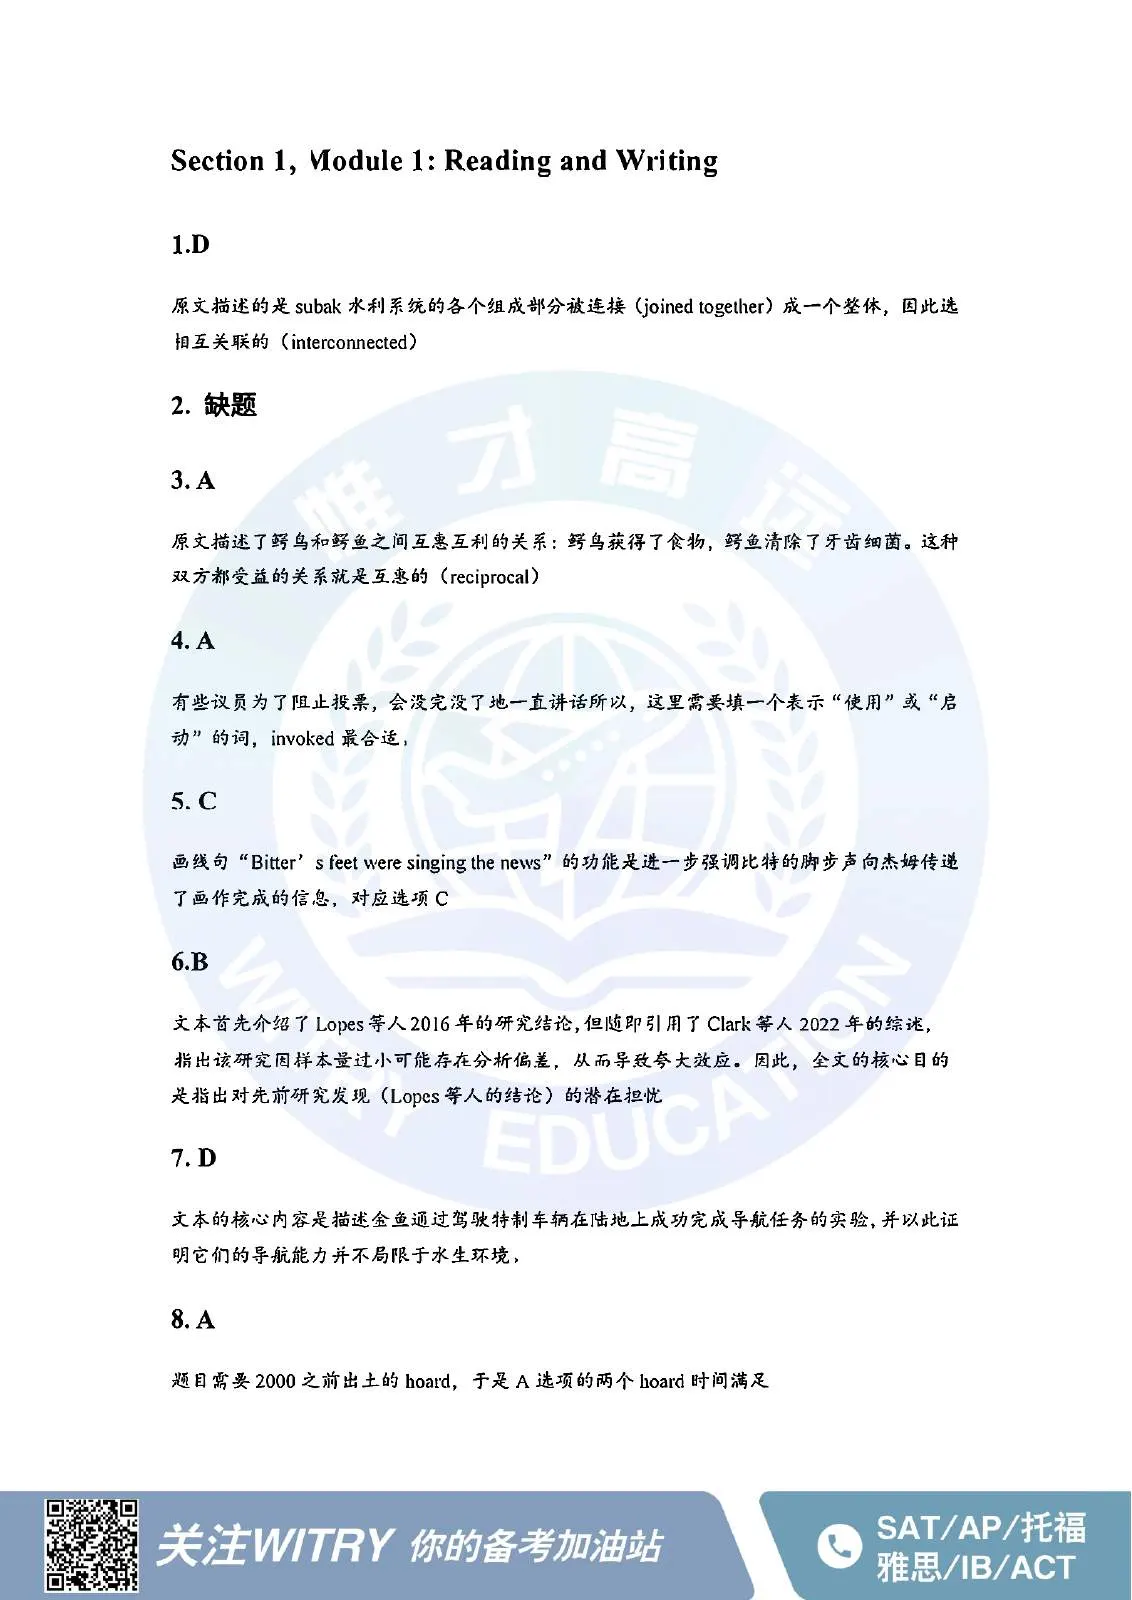 Section 1, Module 1: Reading and Writing
1.D
原文描述的是 subak 水利系统的各个组成部分被连接（joined together）成一个整体，因此选
相互关联的（interconnected）
2. 缺题
3. A
原文描述了鳄鸟和鳄鱼之间互惠互利的关系：鳄鸟获得了食物，鳄鱼清除了牙齿细菌。这种
双方都受益的关系就是互惠的（reciprocal）
4. A
有些议员为了阻止投票，会没完没了地一直讲话所以，这里需要填一个表示“使用”或“启
动”的词，invoked 最合适。
5. C
画线句“Bitter’s feet were singing the news”的功能是进一步强调比特的脚步声向杰姆传递
了画作完成的信息，对应选项 C
6.B
文本首先介绍了 Lopes 等人 2016 年的研究结论,但随即引用了 Clark 等人 2022 年的综述，
指出该研究因样本量过小可能存在分析偏差，从而导致夸大效应。因此，全文的核心目的
是指出对先前研究发现（Lopes 等人的结论）的潜在担忧
7. D
文本的核心内容是描述金鱼通过驾驶特制车辆在陆地上成功完成导航任务的实验,并以此证
明它们的导航能力并不局限于水生环境。
8. A
题目需要 2000 之前出土的 hoard，于是 A 选项的两个 hoard 时间满足
惟才高远
WITRY EDUCATION
关注WITRY 你的备考加油站
SAT/AP/托福
雅思/IB/ACT